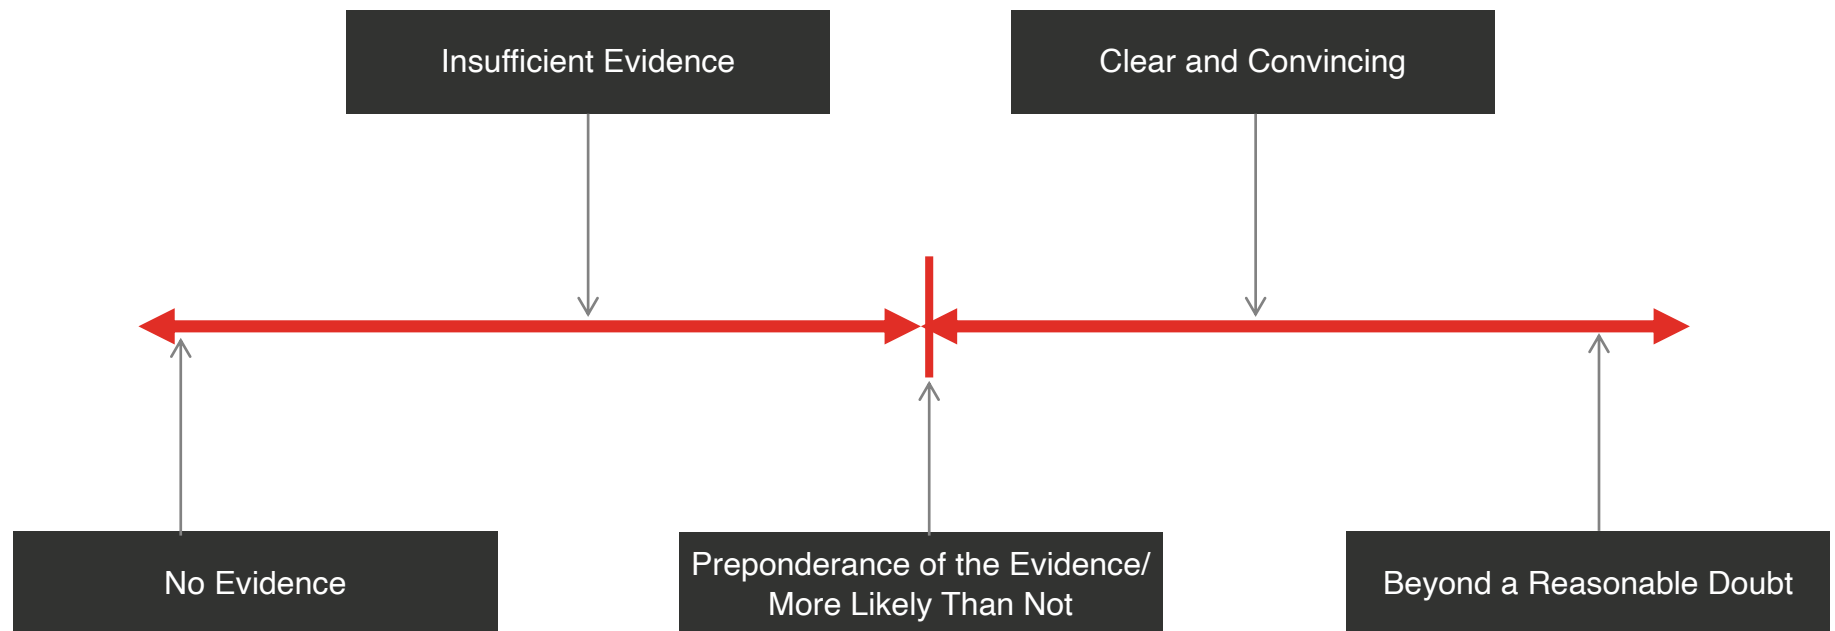 Insufficient Evidence
Clear and Convincing
No Evidence
Preponderance of the Evidence/
More Likely Than Not
Beyond a Reasonable Doubt